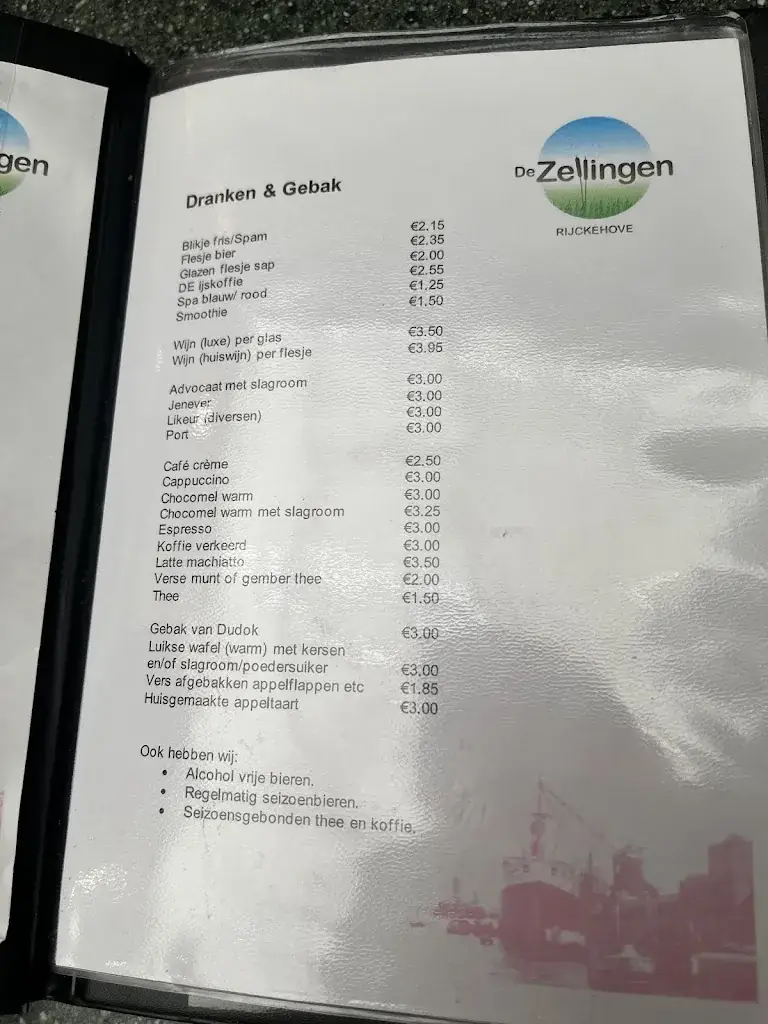 gen
De Zellingen
RIJCKEHOVE
Dranken & Gebak
Blikje fris/Spam €2.15
Flesje bier €2.35
Glazen flesje sap €2.00
DE Ijskoffie €2.55
Spa blauw/ rood €1,25
Smoothie €1,50
Wijn (luxe) per glas €3.50
Wijn (huiswijn) per flesje €3.95
Advocaat met slagroom €3.00
Jenever €3.00
Likeur (diversen) €3.00
Port €3.00
Café crème €2.50
Cappuccino €3.00
Chocomel warm €3.00
Chocomel warm met slagroom €3.25
Espresso €3.00
Koffie verkeerd €3.00
Latte machiatto €3.50
Verse munt of gember thee €2.00
Thee €1.50
Gebak van Dudok €3.00
Luikse wafel (warm) met kersen
en/of slagroom/poedersuiker €3.00
Vers afgebakken appelflappen etc €1.85
Huisgemaakte appeltaart €3.00
Ook hebben wij:
• Alcohol vrije bieren.
• Regelmatig seizoenbieren.
• Seizoensgebonden thee en koffie.